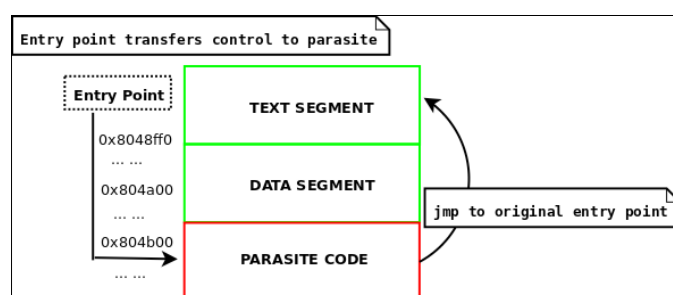 Entry point transfers control to parasite
Entry Point
TEXT SEGMENT
0x8048ff0
... ...
0x804a00
DATA SEGMENT
... ...
jmp to original entry point
0x804b00
PARASITE CODE
... ...